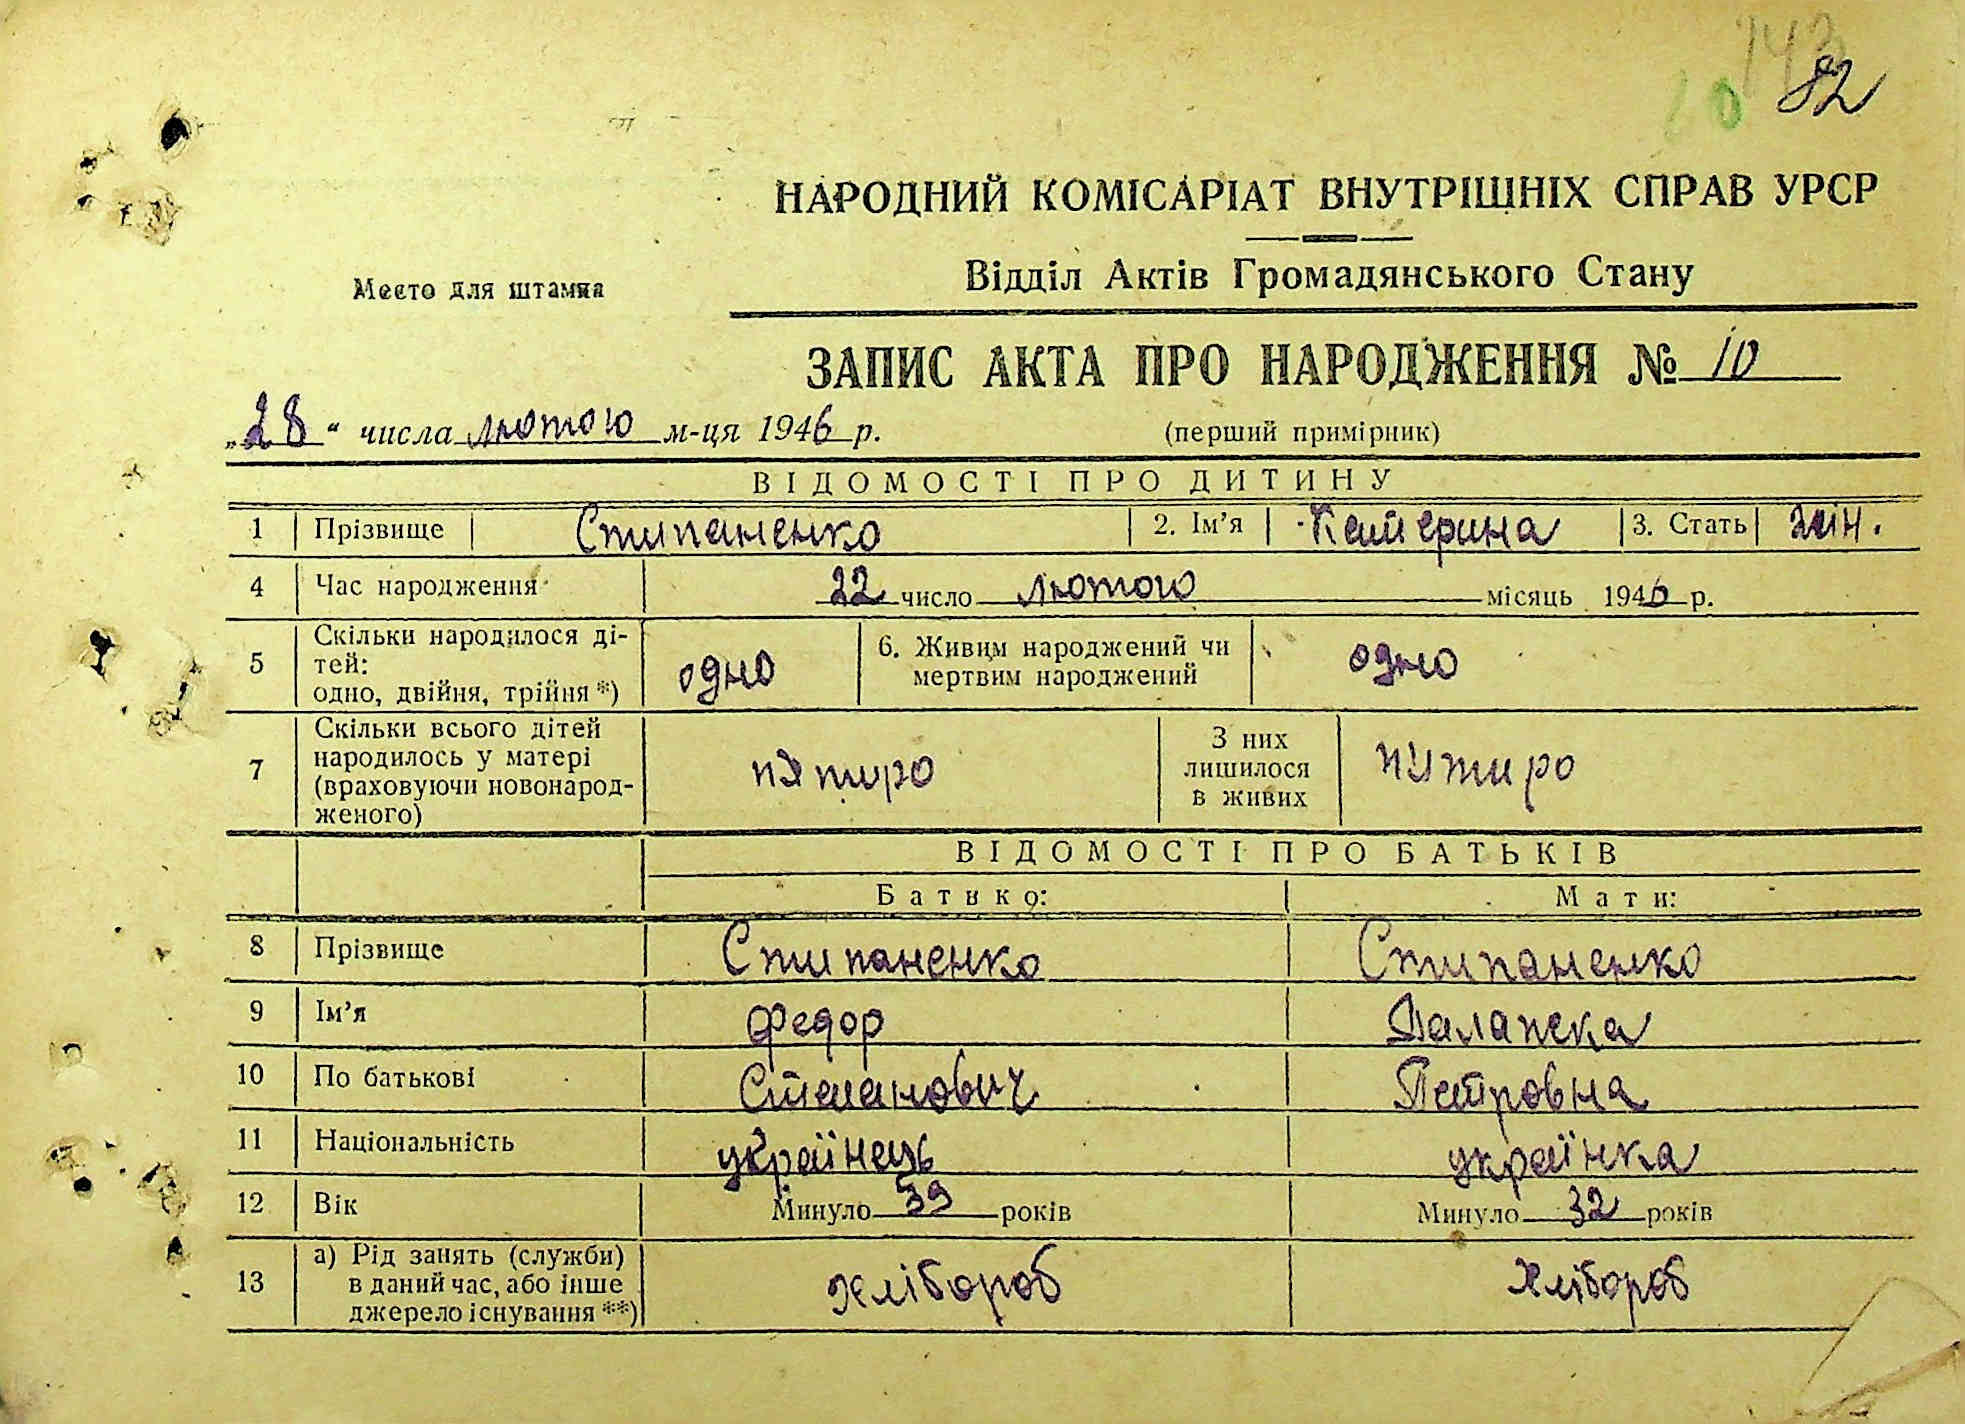 143
10 82
НАРОДНИЙ КОМІСАРІАТ ВНУТРІШНІХ СПРАВ УРСР
Место для штампа
Відділ Актів Громадянського Стану
ЗАПИС АКТА ПРО НАРОДЖЕННЯ № 10
„28“ числа лютого м-ця 1946 р. (перший примірник)
ВІДОМОСТІ ПРО ДИТИНУ
1 Прізвище Стипаненко 2. Ім’я Катерина 3. Стать жін.
4 Час народження 22 число лютого місяць 1946 р.
5 Скільки народилося ді-
тей:
одно, двійня, трійня*) одно 6. Живим народжений чи
мертвим народжений одно
7 Скільки всього дітей
народилось у матері
(враховуючи новонарод-
женого) пятиро З них
лишилося
в живих пятиро
ВІДОМОСТІ ПРО БАТЬКІВ
Батько: Мати:
8 Прізвище Стипаненко Стипаненко
9 Ім’я Федор Палажка
10 По батькові Степанович Петровна
11 Національність українець українка
12 Вік Минуло 39 років Минуло 32 років
13 а) Рід занять (служби)
в даний час, або інше
джерело існування **) хлібороб хлібороб